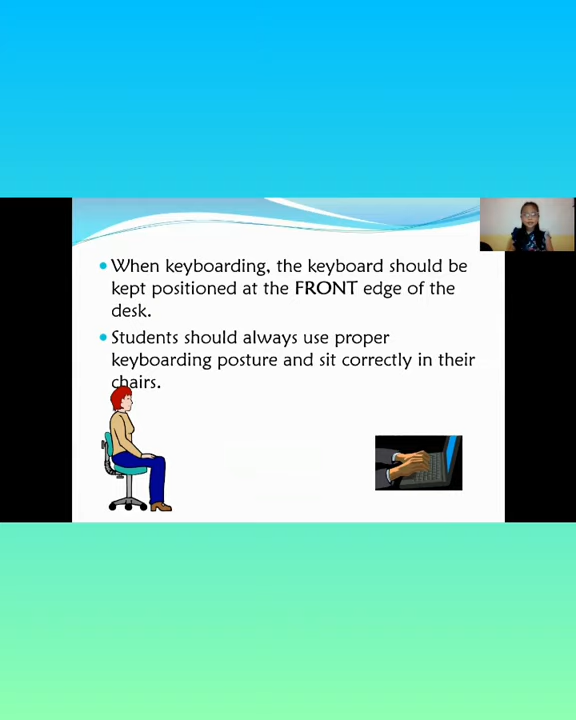 When keyboarding, the keyboard should be
kept positioned at the FRONT edge of the
desk.
Students should always use proper
keyboarding posture and sit correctly in their
chairs.